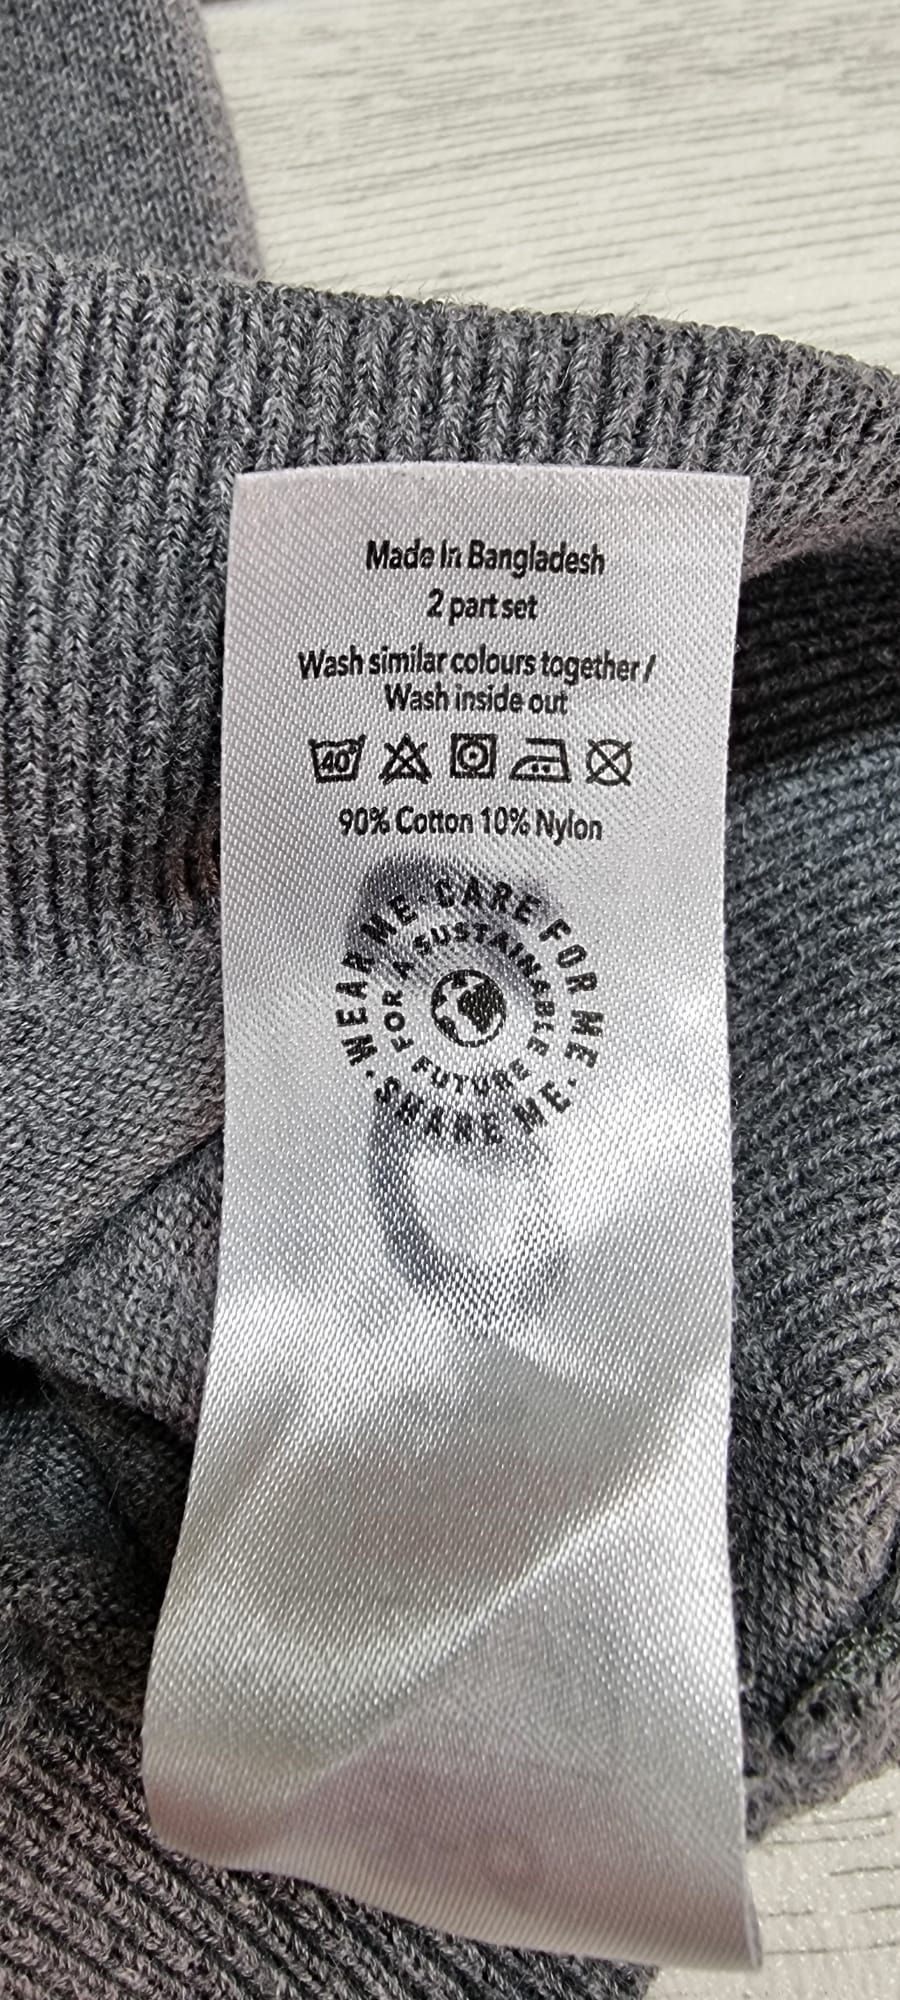 Made In Bangladesh
2 part set
Wash similar colours together /
Wash inside out
40°
90% Cotton 10% Nylon
WEAR ME · CARE FOR ME · SHARE ME ·
FOR A SUSTAINABLE FUTURE